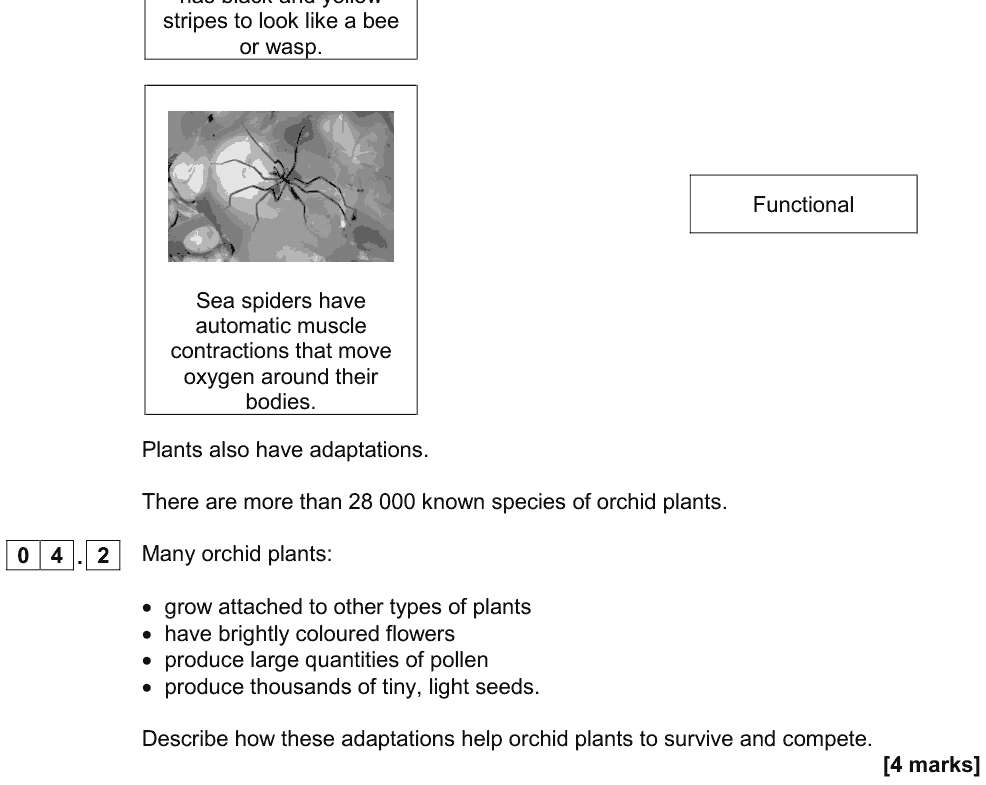 has black and yellow
stripes to look like a bee
or wasp.
Functional
Sea spiders have
automatic muscle
contractions that move
oxygen around their
bodies.
Plants also have adaptations.
There are more than 28 000 known species of orchid plants.
0 4 . 2 Many orchid plants:
• grow attached to other types of plants
• have brightly coloured flowers
• produce large quantities of pollen
• produce thousands of tiny, light seeds.
Describe how these adaptations help orchid plants to survive and compete.
[4 marks]